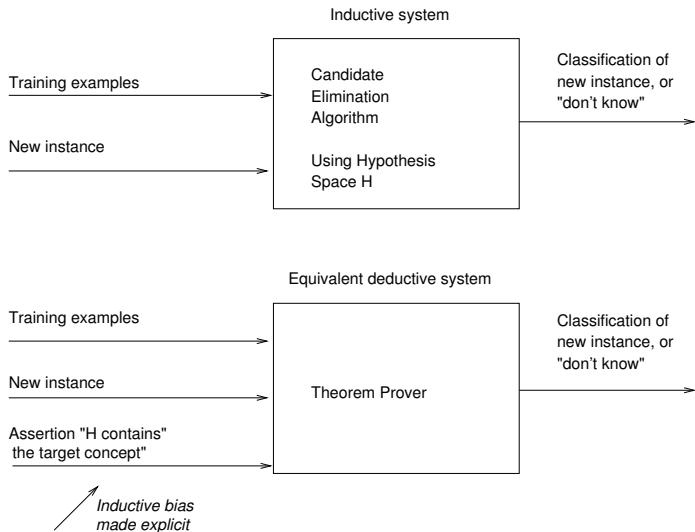 Inductive system
Training examples
New instance
Candidate
Elimination
Algorithm
Using Hypothesis
Space H
Classification of
new instance, or
"don't know"
Equivalent deductive system
Training examples
New instance
Assertion "H contains"
the target concept"
Theorem Prover
Classification of
new instance, or
"don't know"
Inductive bias
made explicit